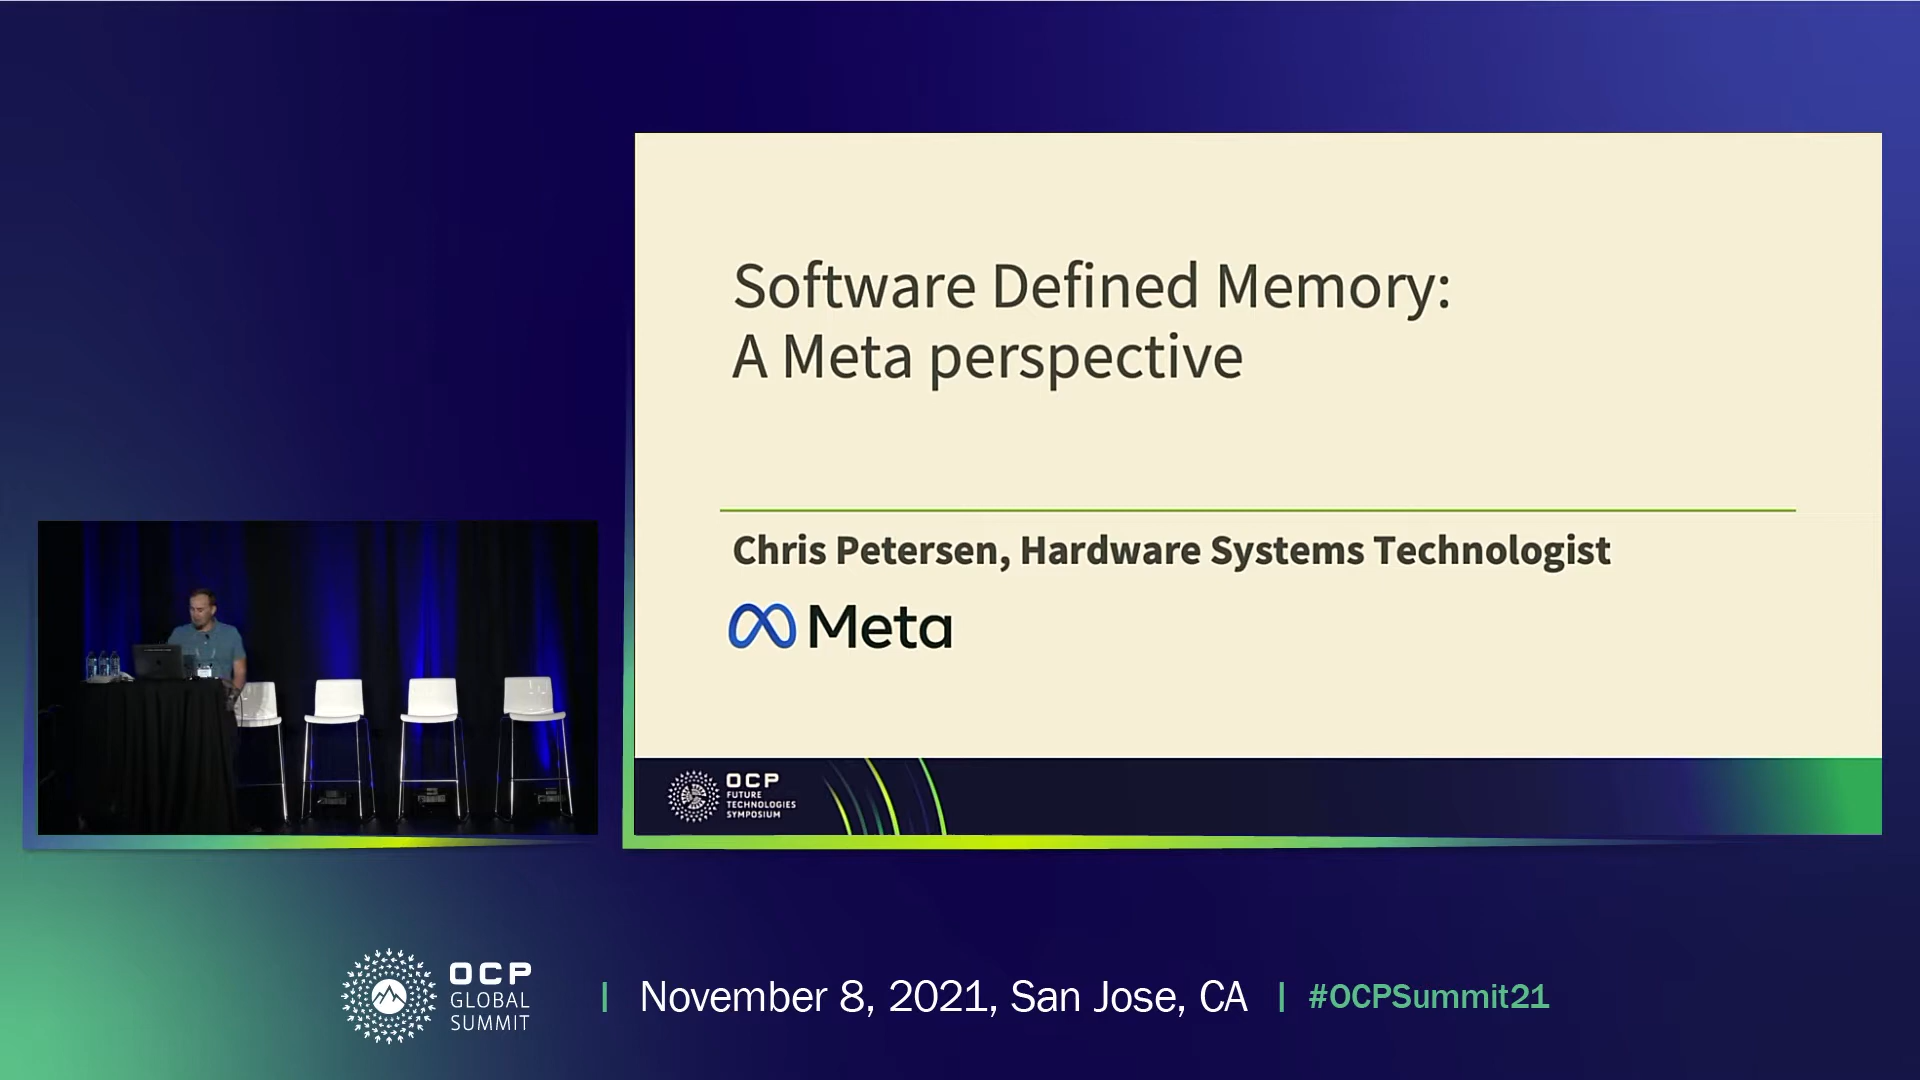 Software Defined Memory:
A Meta perspective
Chris Petersen, Hardware Systems Technologist
Meta
OCP
FUTURE
TECHNOLOGIES
SYMPOSIUM
OCP
GLOBAL
SUMMIT
| November 8, 2021, San Jose, CA | #OCPSummit21